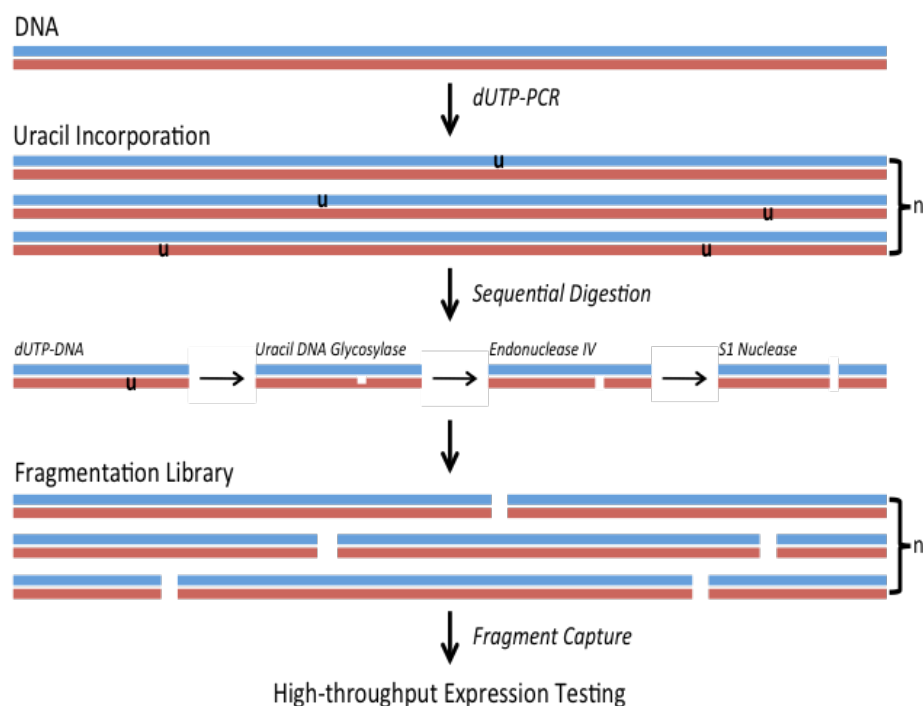 DNA
dUTP-PCR
Uracil Incorporation
u
u
u
u
u
n
Sequential Digestion
dUTP-DNA
Uracil DNA Glycosylase
Endonuclease IV
S1 Nuclease
u
Fragmentation Library
n
Fragment Capture
High-throughput Expression Testing